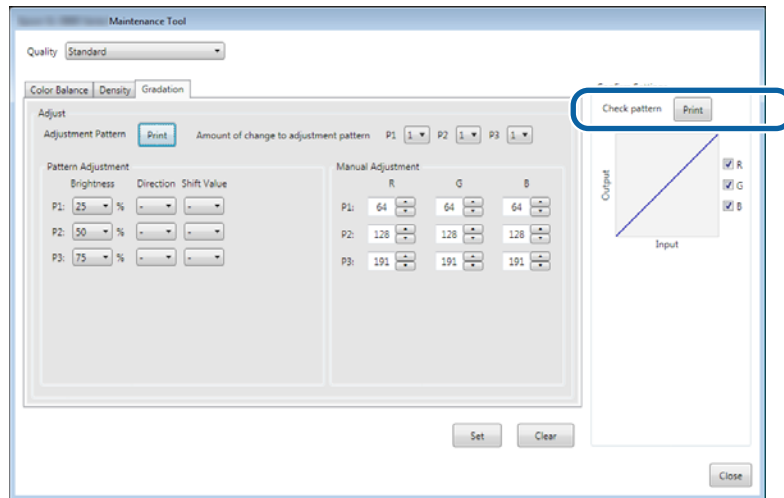 Maintenance Tool
Quality Standard
Color Balance Density Gradation
Adjust
Adjustment Pattern Print Amount of change to adjustment pattern P1 1 P2 1 P3 1
Pattern Adjustment
Brightness Direction Shift Value
P1: 25 % - -
P2: 50 % - -
P3: 75 % - -
Manual Adjustment
R G B
P1: 64 64 64
P2: 128 128 128
P3: 191 191 191
Check pattern Print
Output
Input
R
G
B
Set Clear
Close